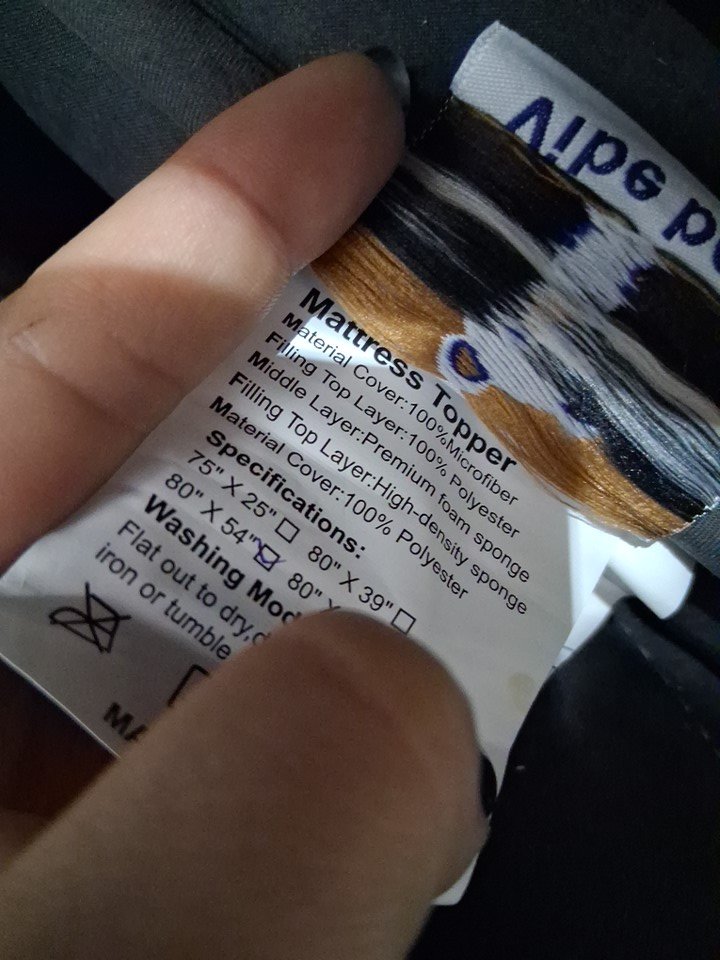 Mattress Topper
Material Cover:100%Microfiber
Filling Top Layer:100% Polyester
Middle Layer:Premium foam sponge
Filling Top Layer:High-density sponge
Material Cover:100% Polyester
Specifications:
75" X 25" □ 80" X 39" □
80" X 54" ☑ 80"
Washing
Flat out to dry,
iron or tumble